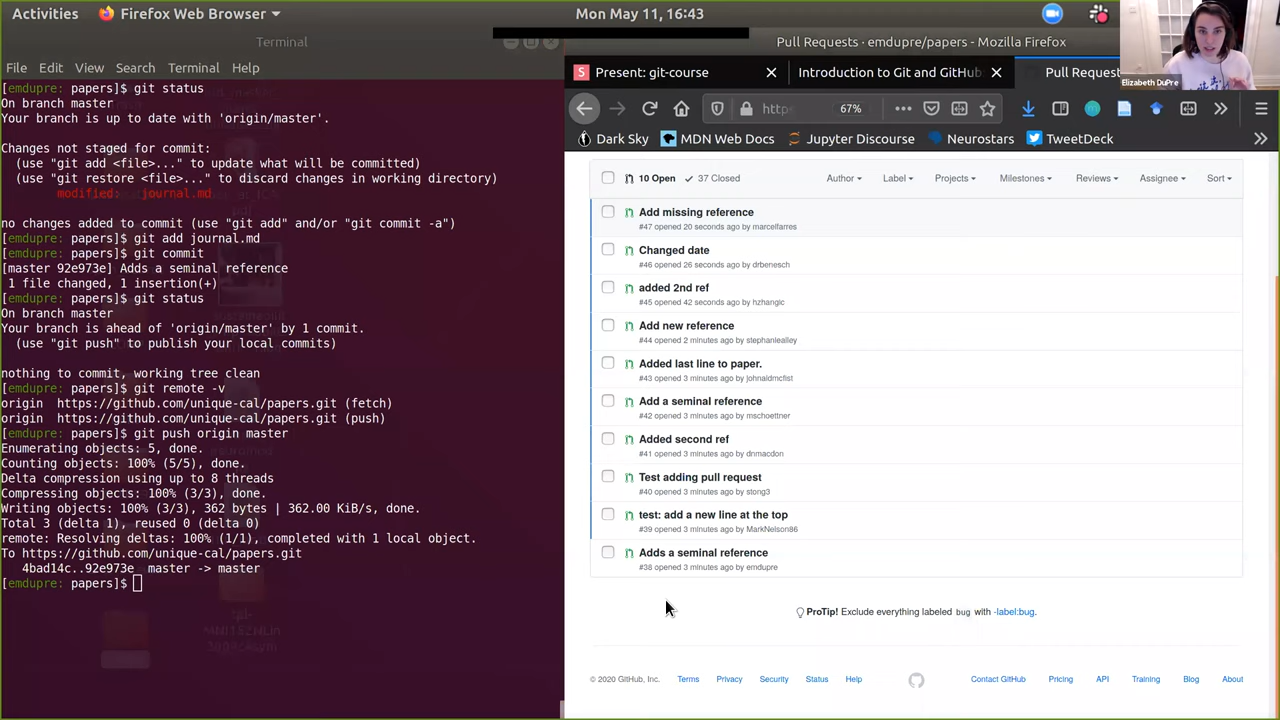 Activities
Firefox Web Browser
Mon May 11, 16:43
Elizabeth DuPre
Terminal
File Edit View Search Terminal Help
[emdupre: papers]$ git status
On branch master
Your branch is up to date with 'origin/master'.
Changes not staged for commit:
(use "git add <file>..." to update what will be committed)
(use "git restore <file>..." to discard changes in working directory)
modified: journal.md
no changes added to commit (use "git add" and/or "git commit -a")
[emdupre: papers]$ git add journal.md
[emdupre: papers]$ git commit
[master 92e973e] Adds a seminal reference
1 file changed, 1 insertion(+)
[emdupre: papers]$ git status
On branch master
Your branch is ahead of 'origin/master' by 1 commit.
(use "git push" to publish your local commits)
nothing to commit, working tree clean
[emdupre: papers]$ git remote -v
origin https://github.com/unique-cal/papers.git (fetch)
origin https://github.com/unique-cal/papers.git (push)
[emdupre: papers]$ git push origin master
Enumerating objects: 5, done.
Counting objects: 100% (5/5), done.
Delta compression using up to 8 threads
Compressing objects: 100% (3/3), done.
Writing objects: 100% (3/3), 362 bytes | 362.00 KiB/s, done.
Total 3 (delta 1), reused 0 (delta 0)
remote: Resolving deltas: 100% (1/1), completed with 1 local object.
To https://github.com/unique-cal/papers.git
4bad14c..92e973e master -> master
[emdupre: papers]$
Pull Requests · emdupre/papers - Mozilla Firefox
S Present: git-course
Introduction to Git and GitHub
Pull Request
https
67%
Dark Sky
MDN Web Docs
Jupyter Discourse
Neurostars
TweetDeck
10 Open 37 Closed Author Label Projects Milestones Reviews Assignee Sort
Add missing reference
#47 opened 20 seconds ago by marcelfarres
Changed date
#46 opened 26 seconds ago by drbenesch
added 2nd ref
#45 opened 42 seconds ago by hzhangic
Add new reference
#44 opened 2 minutes ago by stephaniealley
Added last line to paper.
#43 opened 3 minutes ago by johnaldmcfist
Add a seminal reference
#42 opened 3 minutes ago by mschoettner
Added second ref
#41 opened 3 minutes ago by dnmacdon
Test adding pull request
#40 opened 3 minutes ago by stong3
test: add a new line at the top
#39 opened 3 minutes ago by MarkNelson86
Adds a seminal reference
#38 opened 3 minutes ago by emdupre
ProTip! Exclude everything labeled bug with -label:bug.
© 2020 GitHub, Inc. Terms Privacy Security Status Help Contact GitHub Pricing API Training Blog About